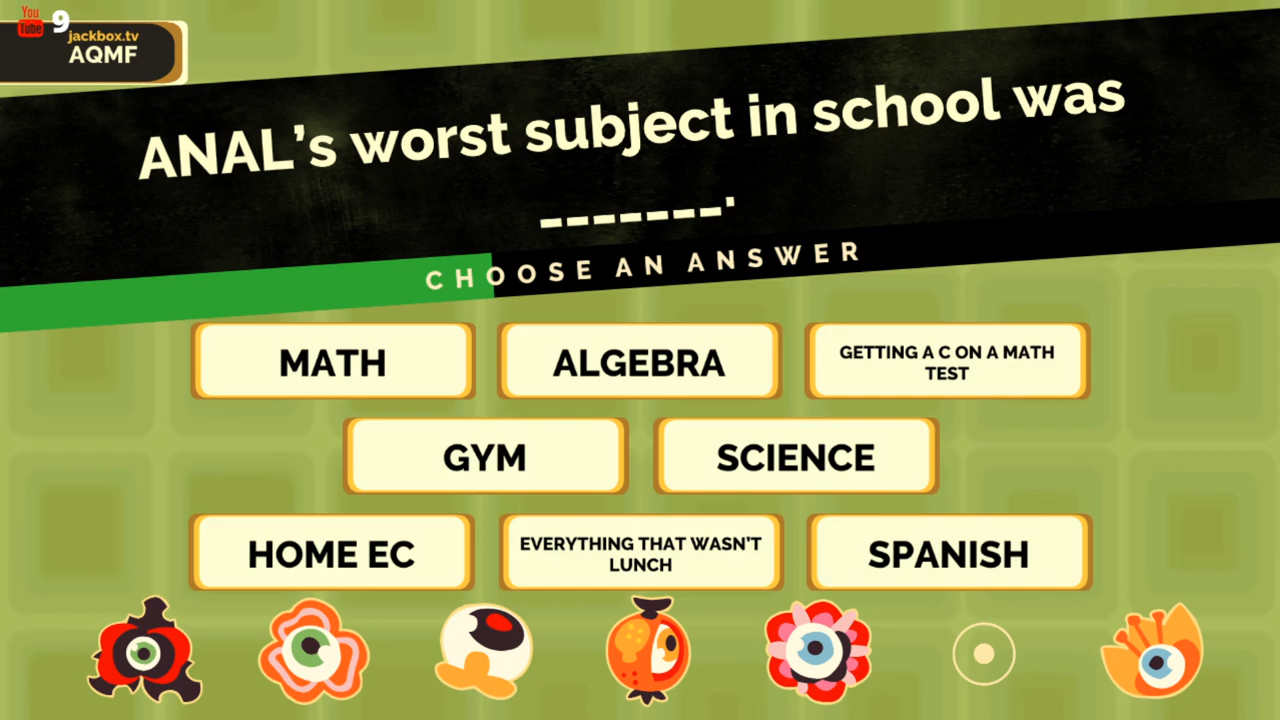 You
Tube
9
jackbox.tv
AQMF
ANAL’s worst subject in school was
_______.
CHOOSE AN ANSWER
MATH
ALGEBRA
GETTING A C ON A MATH
TEST
GYM
SCIENCE
HOME EC
EVERYTHING THAT WASN’T
LUNCH
SPANISH